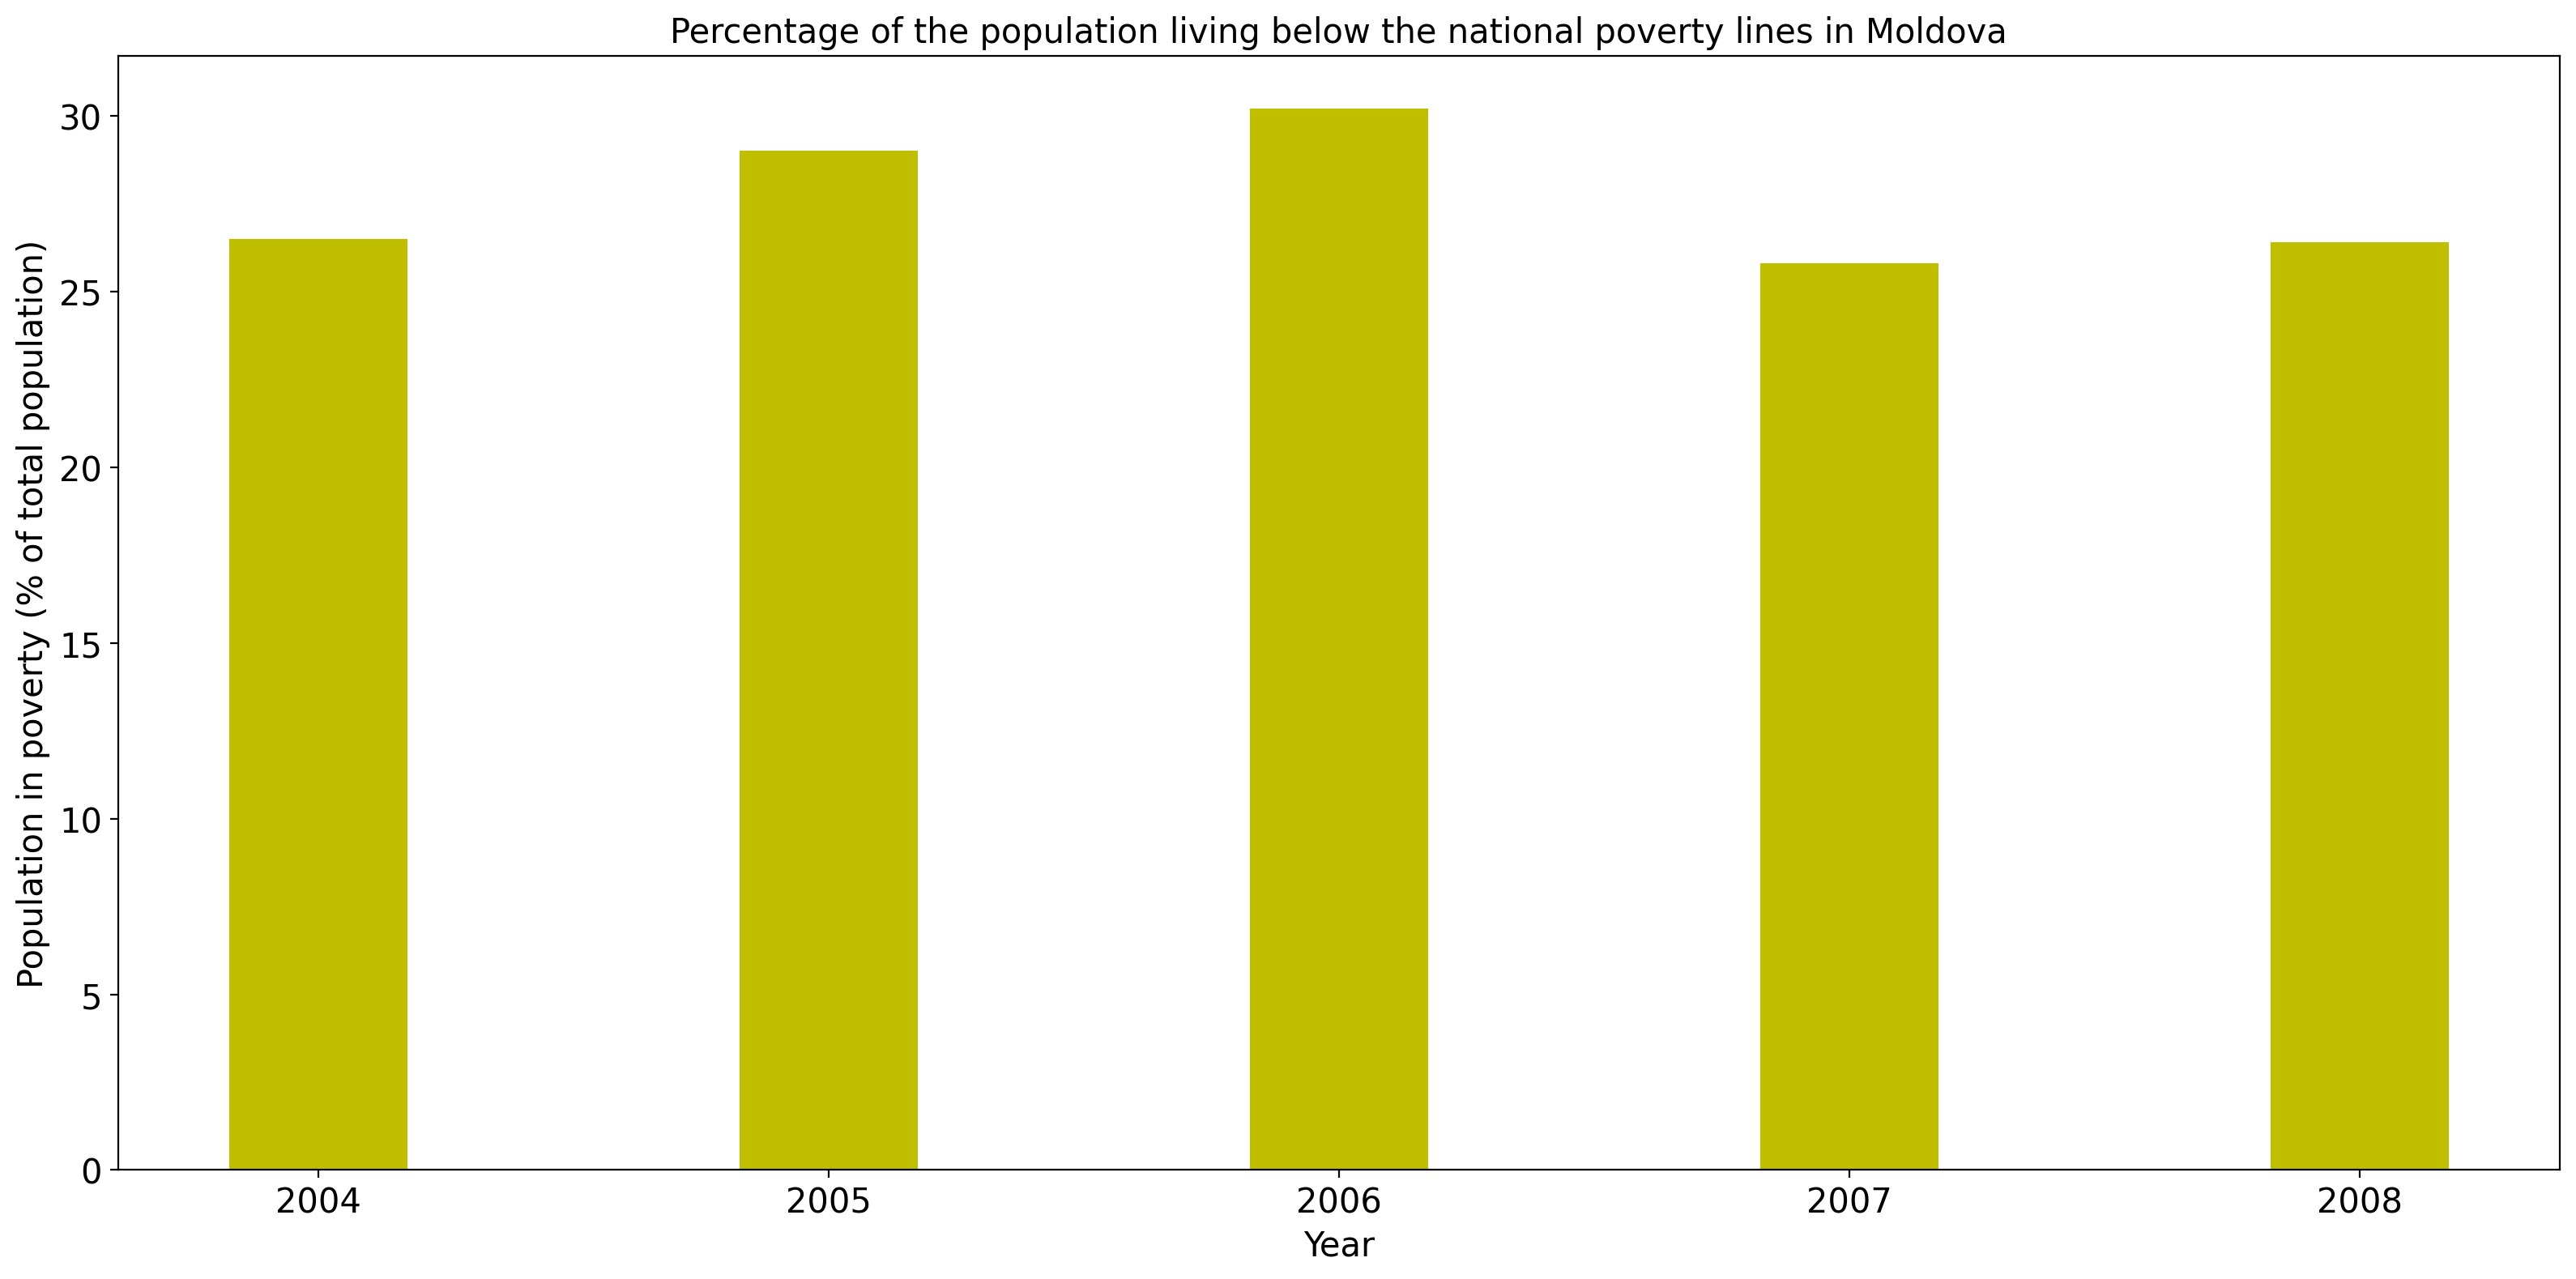 Percentage of the population living below the national poverty lines in Moldova
Population in poverty (% of total population)
30
25
20
15
10
5
0
2004 2005 2006 2007 2008
Year